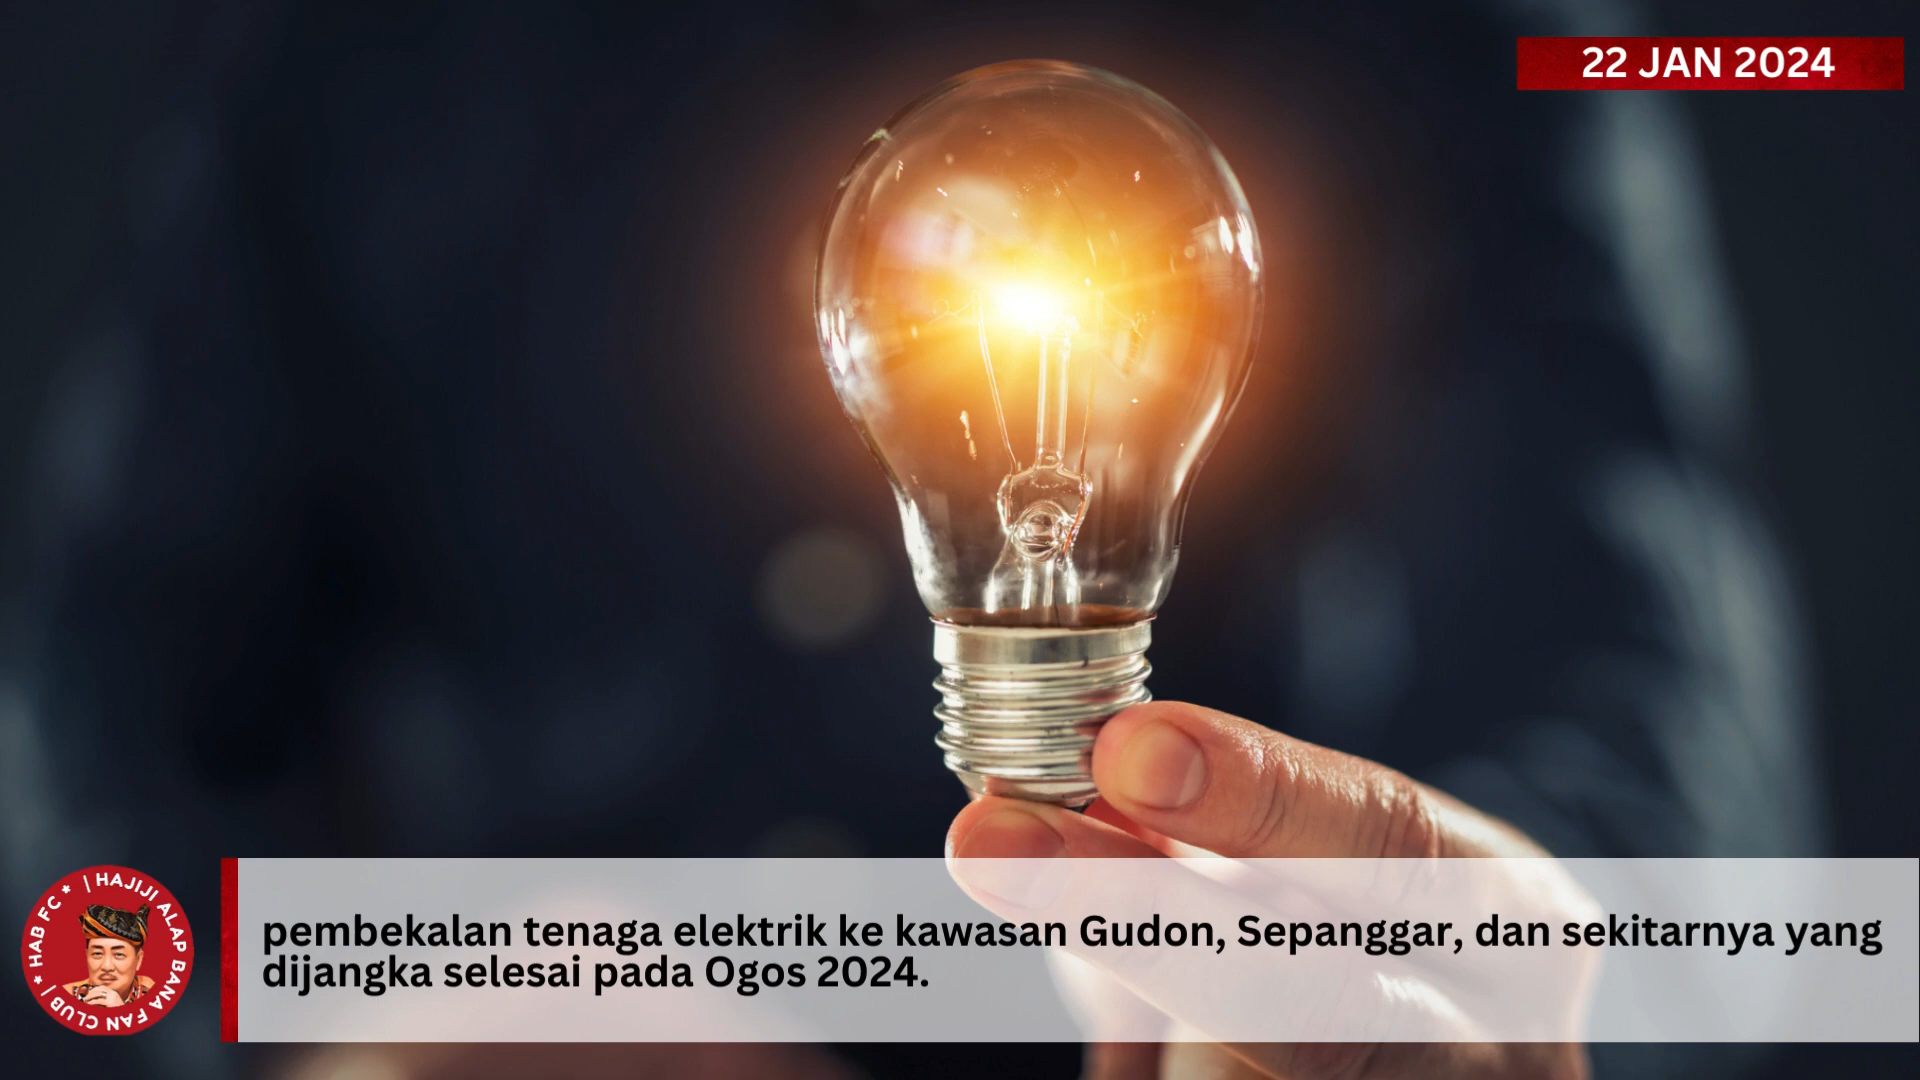 22 JAN 2024
pembekalan tenaga elektrik ke kawasan Gudon, Sepanggar, dan sekitarnya yang
dijangka selesai pada Ogos 2024.
* HAB FC * | HAJIJI ALAP BANA FAN CLUB |